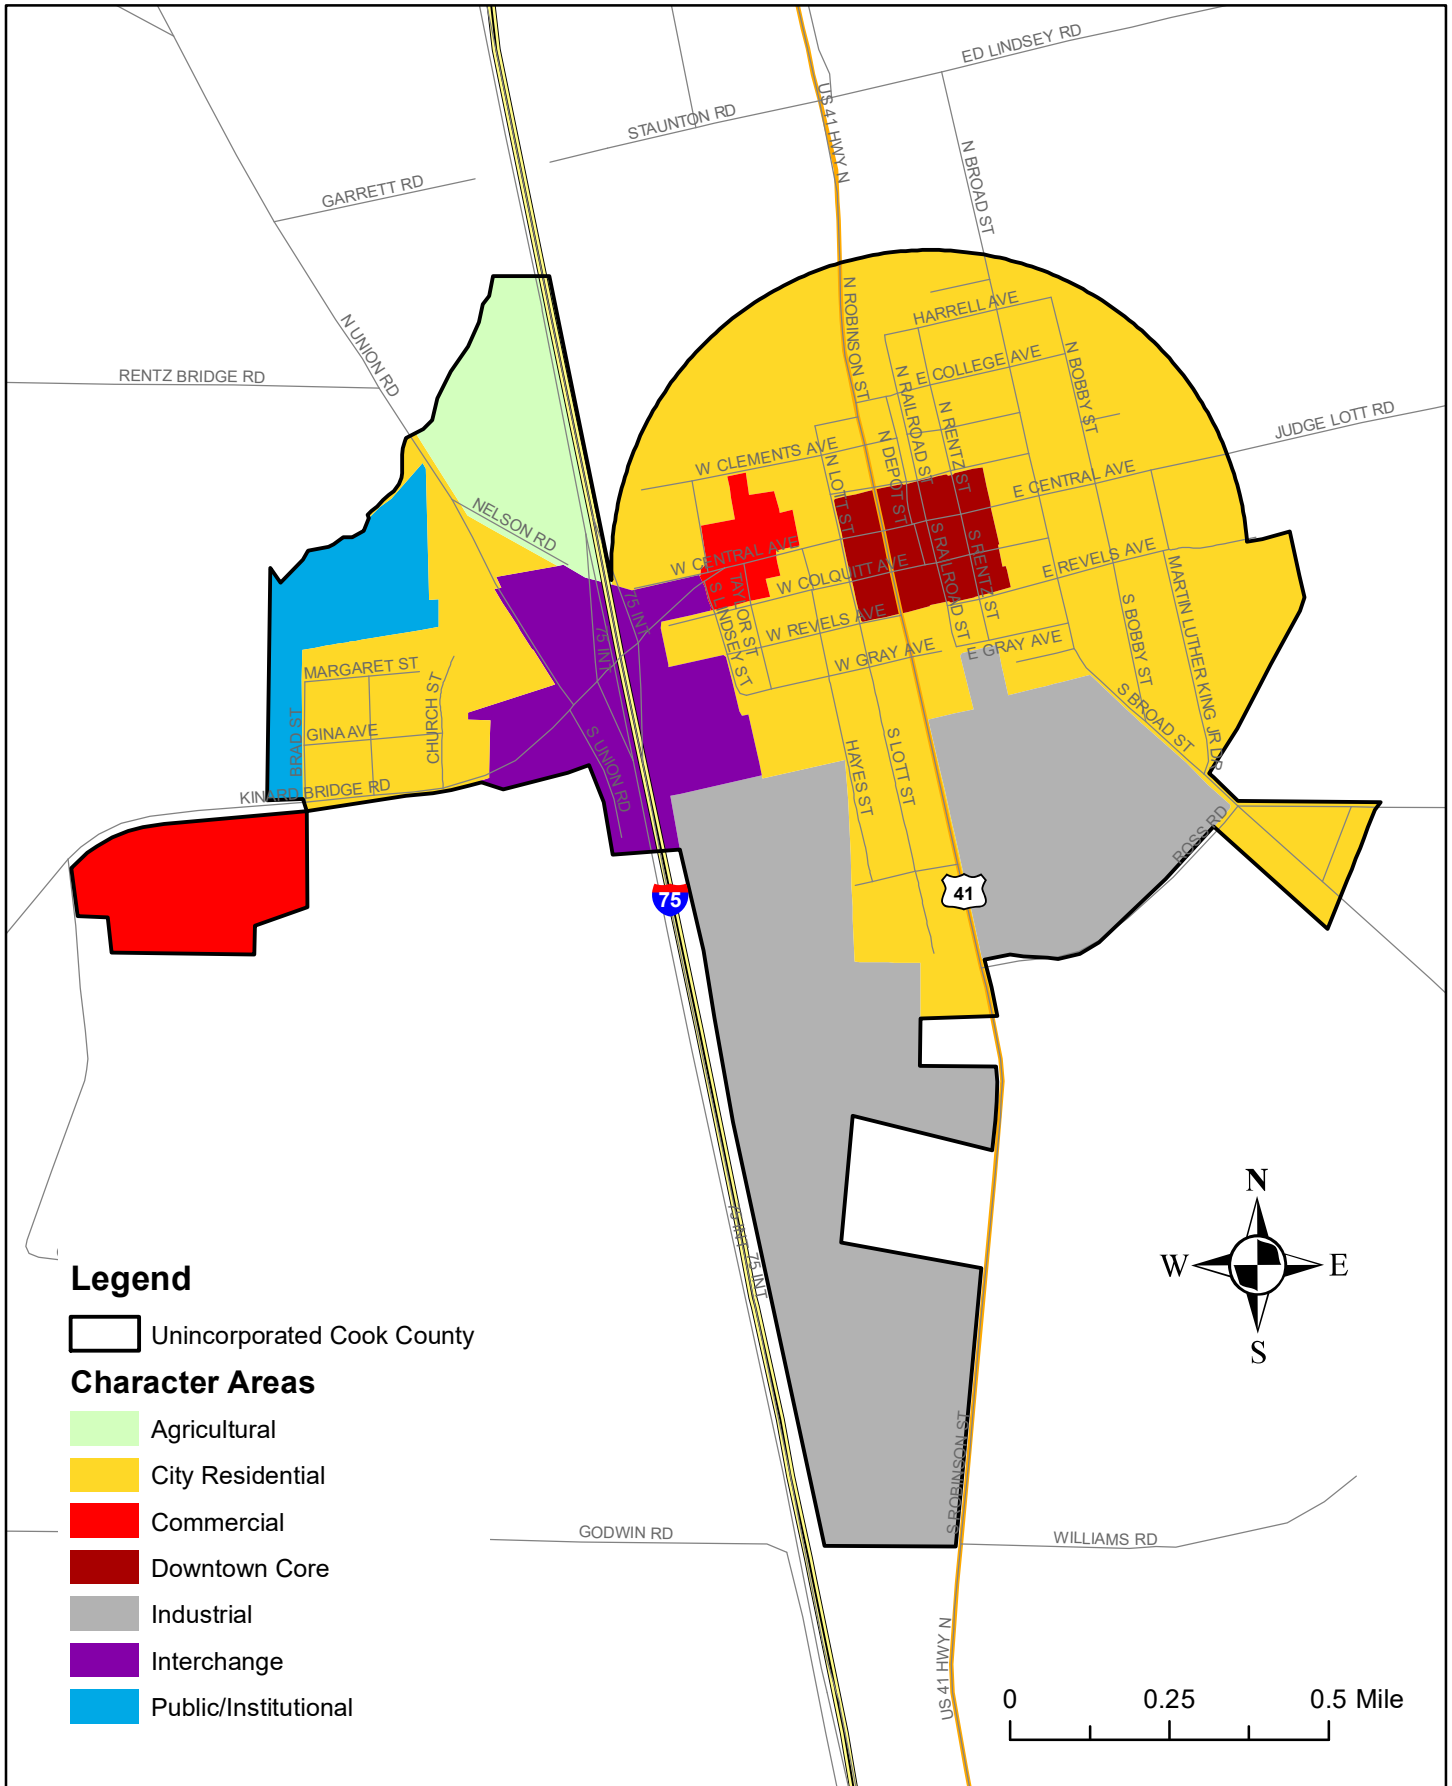 ED LINDSEY RD
STAUNTON RD
US 41 HWY N
N BROAD ST
GARRETT RD
N UNION RD
RENTZ BRIDGE RD
N ROBINSON ST
HARRELL AVE
E COLLEGE AVE
N BOBBY ST
N RAILROAD ST
N RENTZ ST
JUDGE LOTT RD
W CLEMENTS AVE
N DEPOT ST
N LOTT ST
E CENTRAL AVE
NELSON RD
W CENTRAL AVE
S RAILROAD ST
S RENTZ ST
E REVELS AVE
W COLQUITT AVE
TAYLOR ST
S LINDSEY ST
W REVELS AVE
75 INT
75 INT
MARTIN LUTHER KING JR DR
S BOBBY ST
E GRAY AVE
W GRAY AVE
MARGARET ST
CHURCH ST
BRAD ST
GINA AVE
S BROAD ST
S UNION RD
HAYES ST
S LOTT ST
KINARD BRIDGE RD
ROSS RD
75
41
75 INT
75 INT
N
W
E
S
Legend
Unincorporated Cook County
Character Areas
Agricultural
City Residential
Commercial
Downtown Core
Industrial
Interchange
Public/Institutional
S ROBINSON ST
GODWIN RD
WILLIAMS RD
US 41 HWY N
0 0.25 0.5 Mile